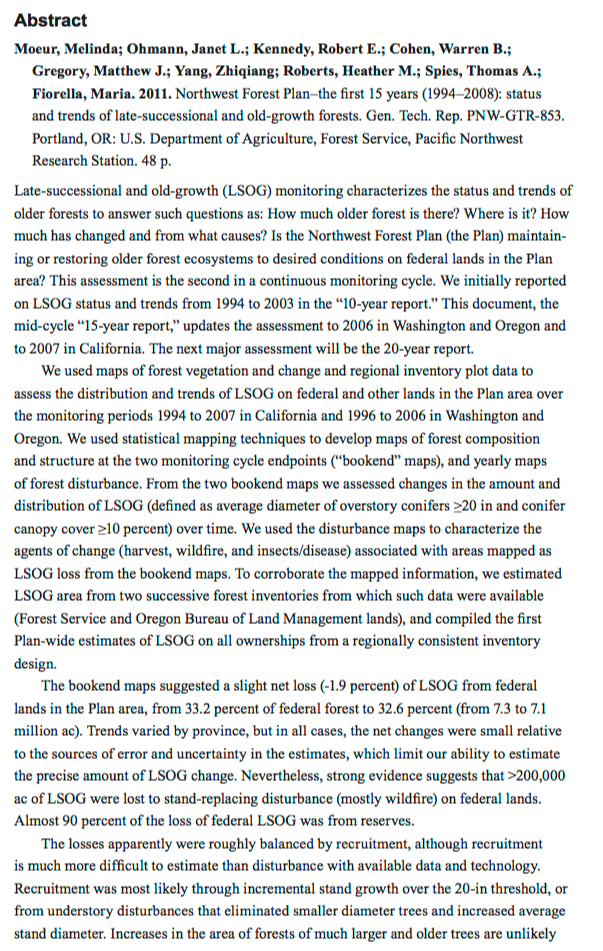 Abstract
Moeur, Melinda; Ohmann, Janet L.; Kennedy, Robert E.; Cohen, Warren B.;
Gregory, Matthew J.; Yang, Zhiqiang; Roberts, Heather M.; Spies, Thomas A.;
Fiorella, Maria. 2011. Northwest Forest Plan–the first 15 years (1994–2008): status
and trends of late-successional and old-growth forests. Gen. Tech. Rep. PNW-GTR-853.
Portland, OR: U.S. Department of Agriculture, Forest Service, Pacific Northwest
Research Station. 48 p.
Late-successional and old-growth (LSOG) monitoring characterizes the status and trends of
older forests to answer such questions as: How much older forest is there? Where is it? How
much has changed and from what causes? Is the Northwest Forest Plan (the Plan) maintain-
ing or restoring older forest ecosystems to desired conditions on federal lands in the Plan
area? This assessment is the second in a continuous monitoring cycle. We initially reported
on LSOG status and trends from 1994 to 2003 in the “10-year report.” This document, the
mid-cycle “15-year report,” updates the assessment to 2006 in Washington and Oregon and
to 2007 in California. The next major assessment will be the 20-year report.
We used maps of forest vegetation and change and regional inventory plot data to
assess the distribution and trends of LSOG on federal and other lands in the Plan area over
the monitoring periods 1994 to 2007 in California and 1996 to 2006 in Washington and
Oregon. We used statistical mapping techniques to develop maps of forest composition
and structure at the two monitoring cycle endpoints (“bookend” maps), and yearly maps
of forest disturbance. From the two bookend maps we assessed changes in the amount and
distribution of LSOG (defined as average diameter of overstory conifers ≥20 in and conifer
canopy cover ≥10 percent) over time. We used the disturbance maps to characterize the
agents of change (harvest, wildfire, and insects/disease) associated with areas mapped as
LSOG loss from the bookend maps. To corroborate the mapped information, we estimated
LSOG area from two successive forest inventories from which such data were available
(Forest Service and Oregon Bureau of Land Management lands), and compiled the first
Plan-wide estimates of LSOG on all ownerships from a regionally consistent inventory
design.
The bookend maps suggested a slight net loss (-1.9 percent) of LSOG from federal
lands in the Plan area, from 33.2 percent of federal forest to 32.6 percent (from 7.3 to 7.1
million ac). Trends varied by province, but in all cases, the net changes were small relative
to the sources of error and uncertainty in the estimates, which limit our ability to estimate
the precise amount of LSOG change. Nevertheless, strong evidence suggests that >200,000
ac of LSOG were lost to stand-replacing disturbance (mostly wildfire) on federal lands.
Almost 90 percent of the loss of federal LSOG was from reserves.
The losses apparently were roughly balanced by recruitment, although recruitment
is much more difficult to estimate than disturbance with available data and technology.
Recruitment was most likely through incremental stand growth over the 20-in threshold, or
from understory disturbances that eliminated smaller diameter trees and increased average
stand diameter. Increases in the area of forests of much larger and older trees are unlikely